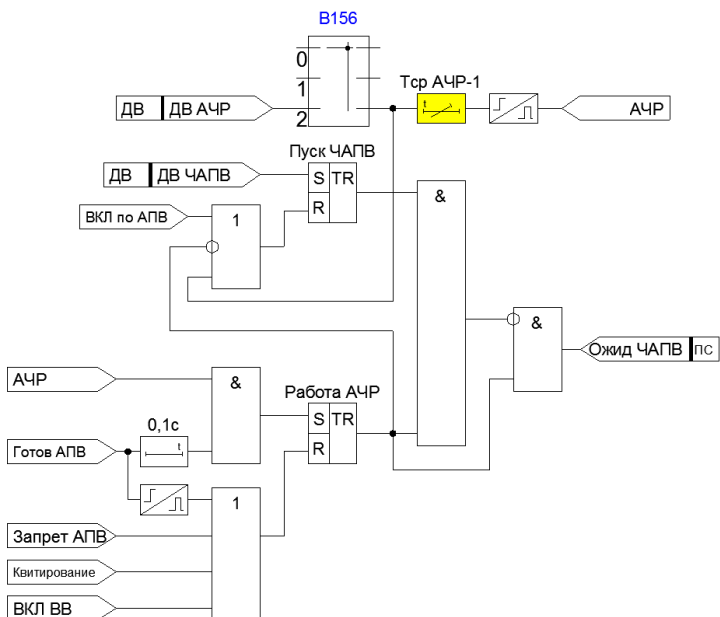 B156
0
1
2
ДВ ДВ АЧР
Тср АЧР-1
t
АЧР
Пуск ЧАПВ
ДВ ДВ ЧАПВ
S TR
R
ВКЛ по АПВ
1
&
&
Ожид ЧАПВ ПС
АЧР
&
Работа АЧР
S TR
R
0,1с
t
Готов АПВ
1
Запрет АПВ
Квитирование
ВКЛ ВВ